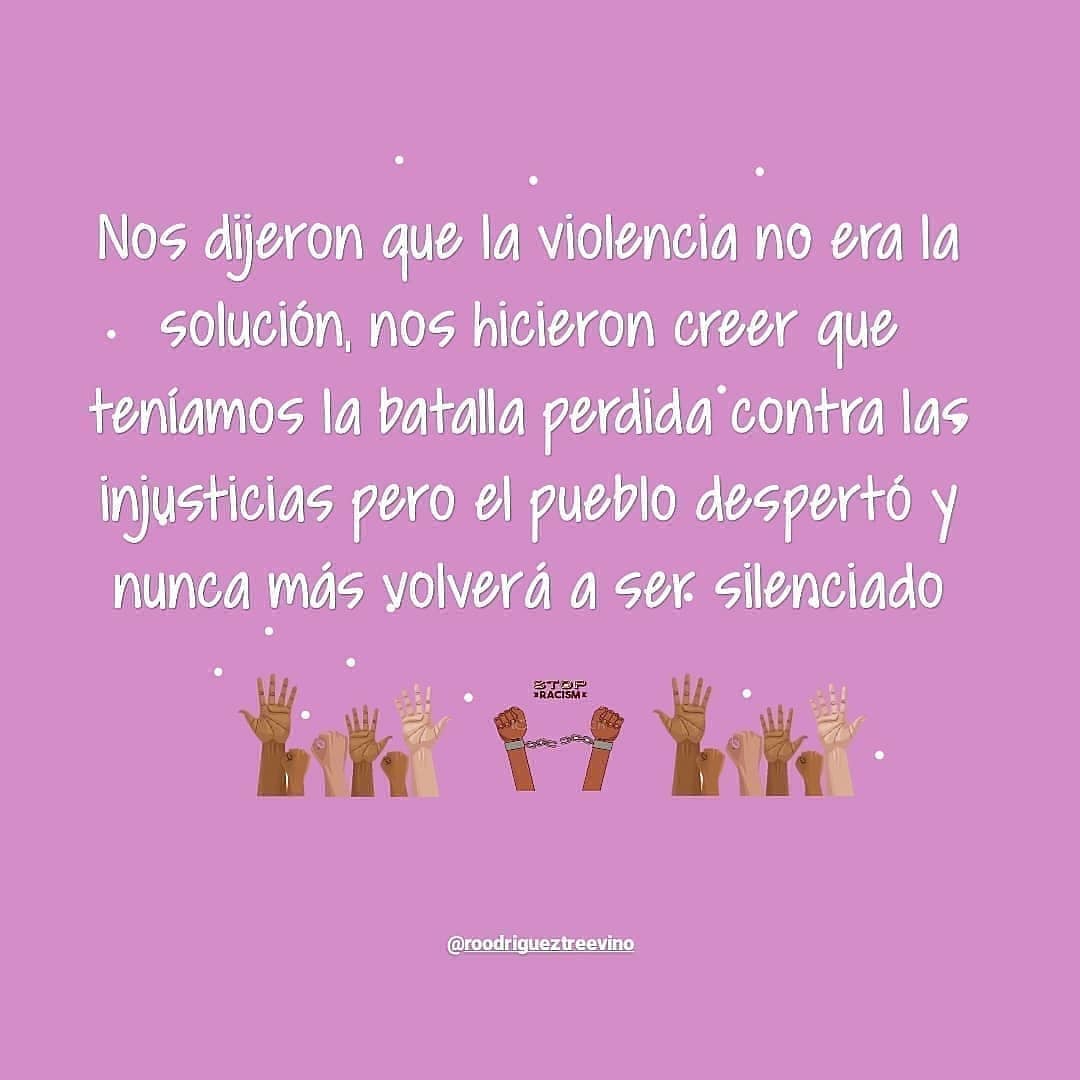 Nos dijeron que la violencia no era la
solución, nos hicieron creer que
teníamos la batalla perdida contra las
injusticias pero el pueblo despertó y
nunca más volverá a ser silenciado
STOP
RACISM
@roodrigueztreevino